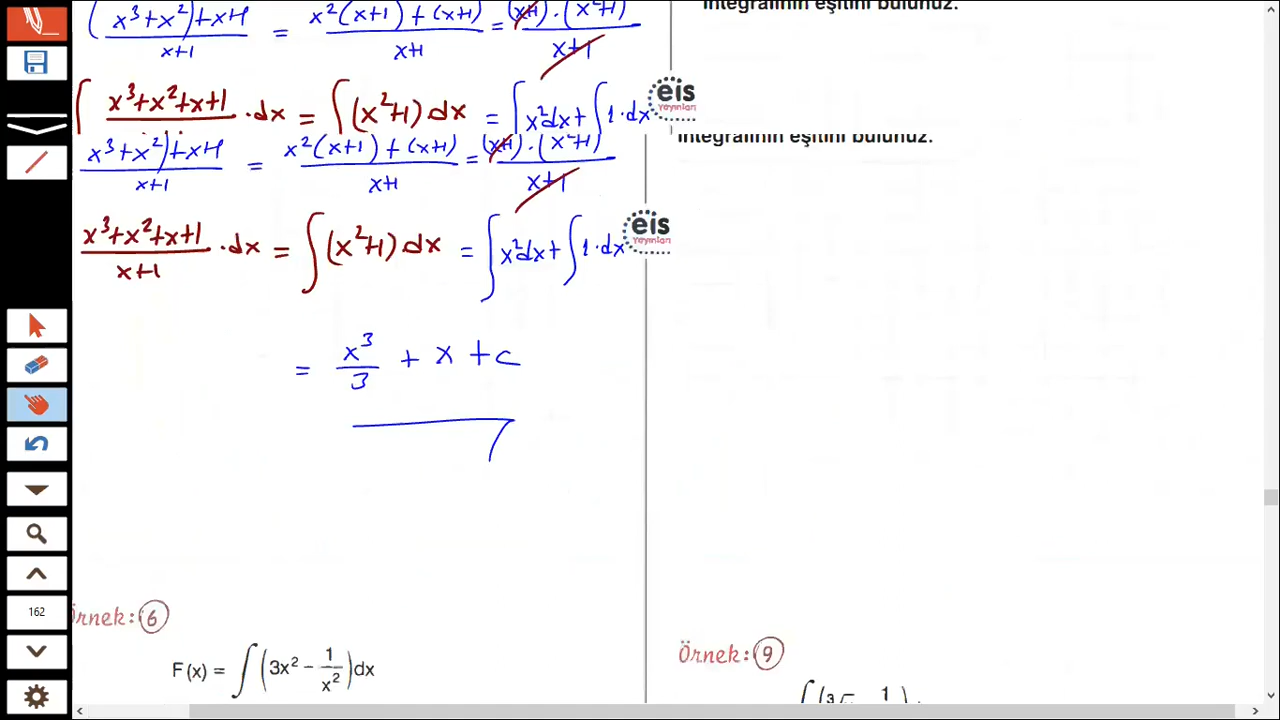 integralinin eşitini bulunuz.
(x³+x²)+x+1 / x+1 = x²(x+1)+(x+1) / x+1 = (x+1)·(x²+1) / x+1
∫ x³+x²+x+1 ·dx = ∫(x²+1)dx = ∫x²dx+∫1·dx
eis
Yayınları
integralinin eşitini bulunuz.
x³+x²)+x+1 / x+1 = x²(x+1)+(x+1) / x+1 = (x+1)·(x²+1) / x+1
x³+x²+x+1 / x+1 ·dx = ∫(x²+1)dx = ∫x²dx+∫1·dx
eis
Yayınları
= x³/3 + x + c
162
Örnek: 6
F(x) = ∫(3x² − 1/x²)dx
Örnek: 9